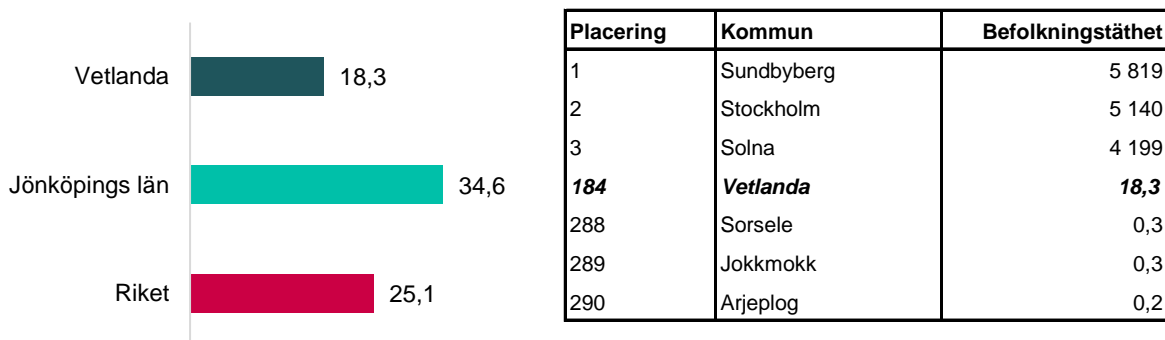 Vetlanda 18,3
Jönköpings län 34,6
Riket 25,1
Placering Kommun Befolkningstäthet
1 Sundbyberg 5 819
2 Stockholm 5 140
3 Solna 4 199
184 Vetlanda 18,3
288 Sorsele 0,3
289 Jokkmokk 0,3
290 Arjeplog 0,2